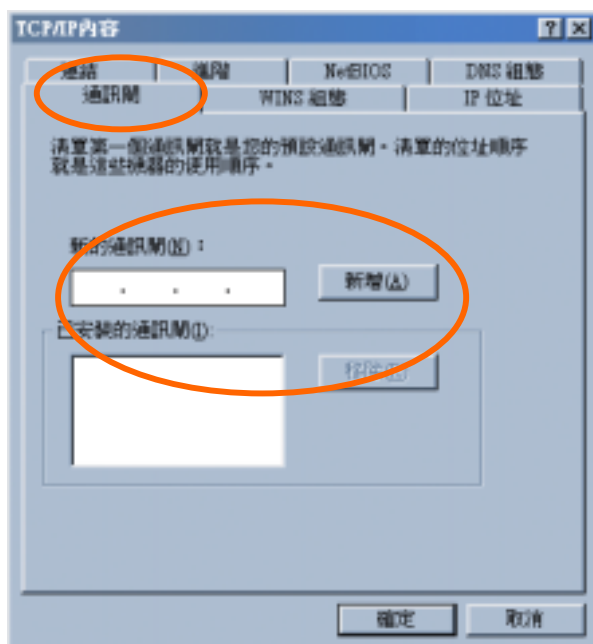 TCP/IP內容
連結 進階 NetBIOS DNS 組態
通訊閘 WINS 組態 IP 位址
清單第一個通訊閘就是您的預設通訊閘。清單的位址順序
就是這些機器的使用順序。
新的通訊閘(N)：
新增(A)
已安裝的通訊閘(I):
移除(R)
確定 取消